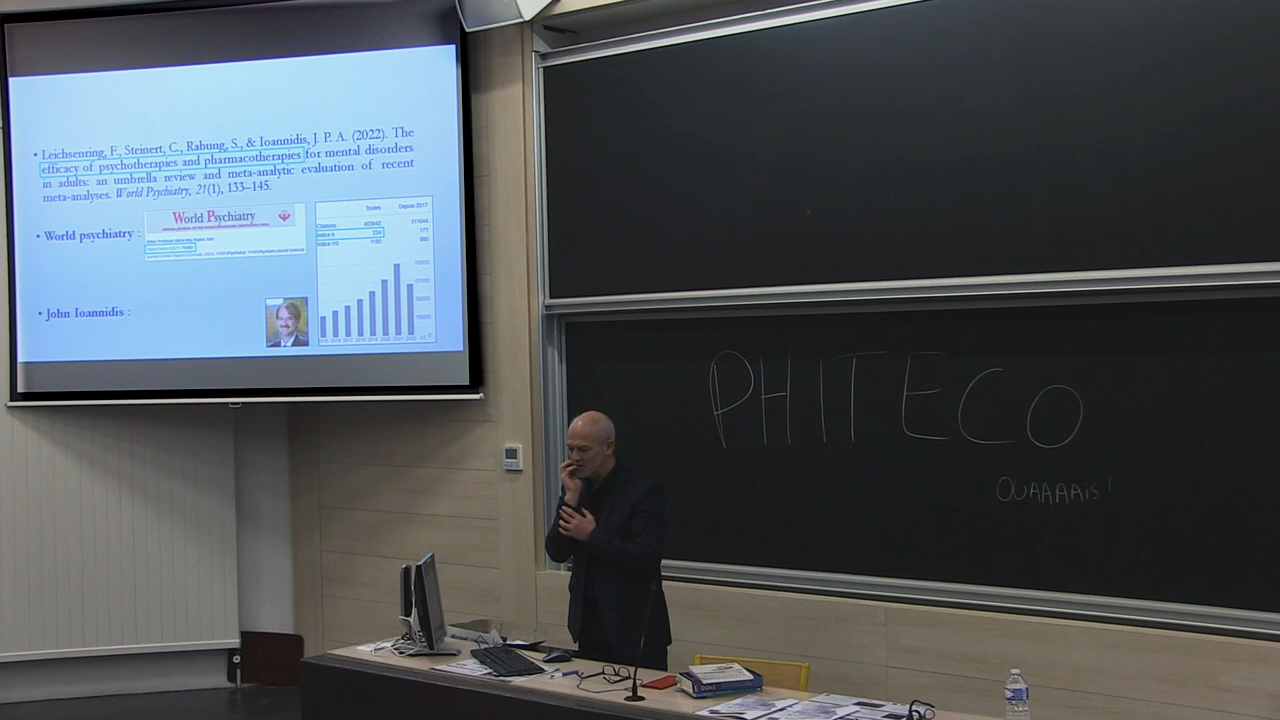 • Leichsenring, F., Steinert, C., Rabung, S., & Ioannidis, J. P. A. (2022). The
efficacy of psychotherapies and pharmacotherapies for mental disorders
in adults: an umbrella review and meta-analytic evaluation of recent
meta-analyses. World Psychiatry, 21(1), 133–145.
• World psychiatry :
World Psychiatry
Toutes Depuis 2017
Citations
indice h 234 171
• John Ioannidis :
PHITECO
OUAAAAis !